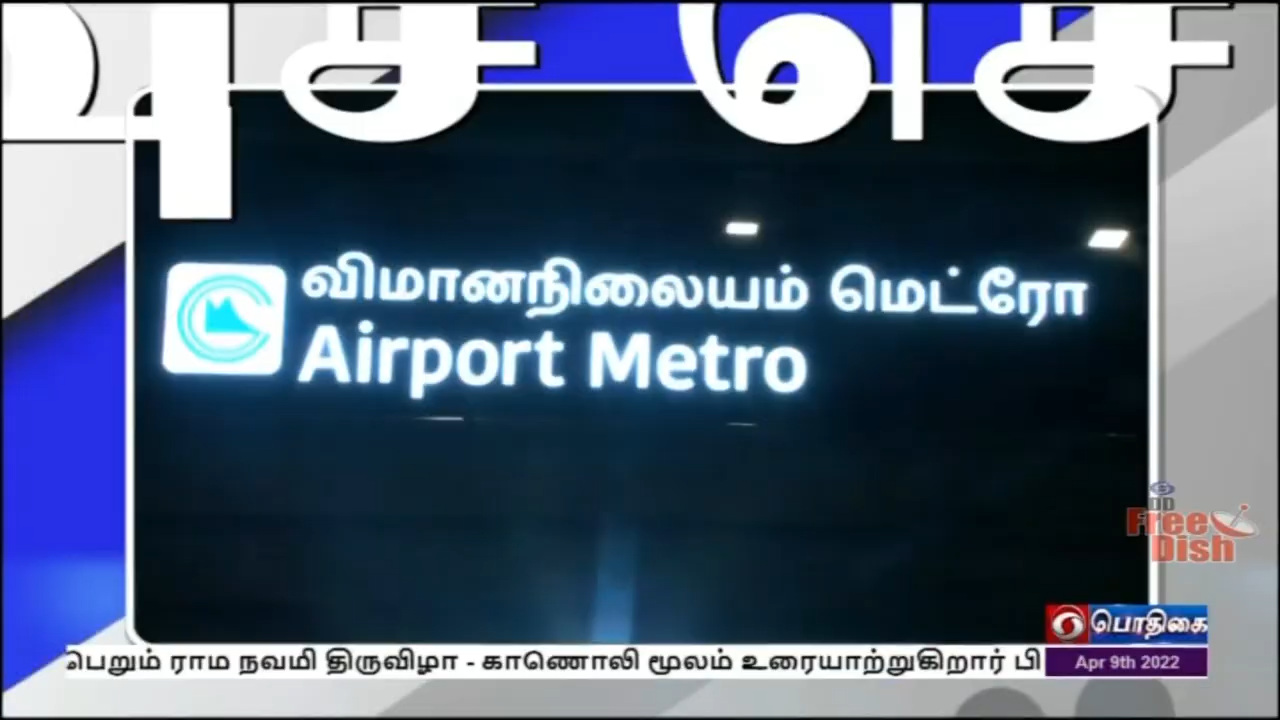 விமானநிலையம் மெட்ரோ
Airport Metro
DD
Free
Dish
பொதிகை
பெறும் ராம நவமி திருவிழா - காணொலி மூலம் உரையாற்றுகிறார் பி
Apr 9th 2022